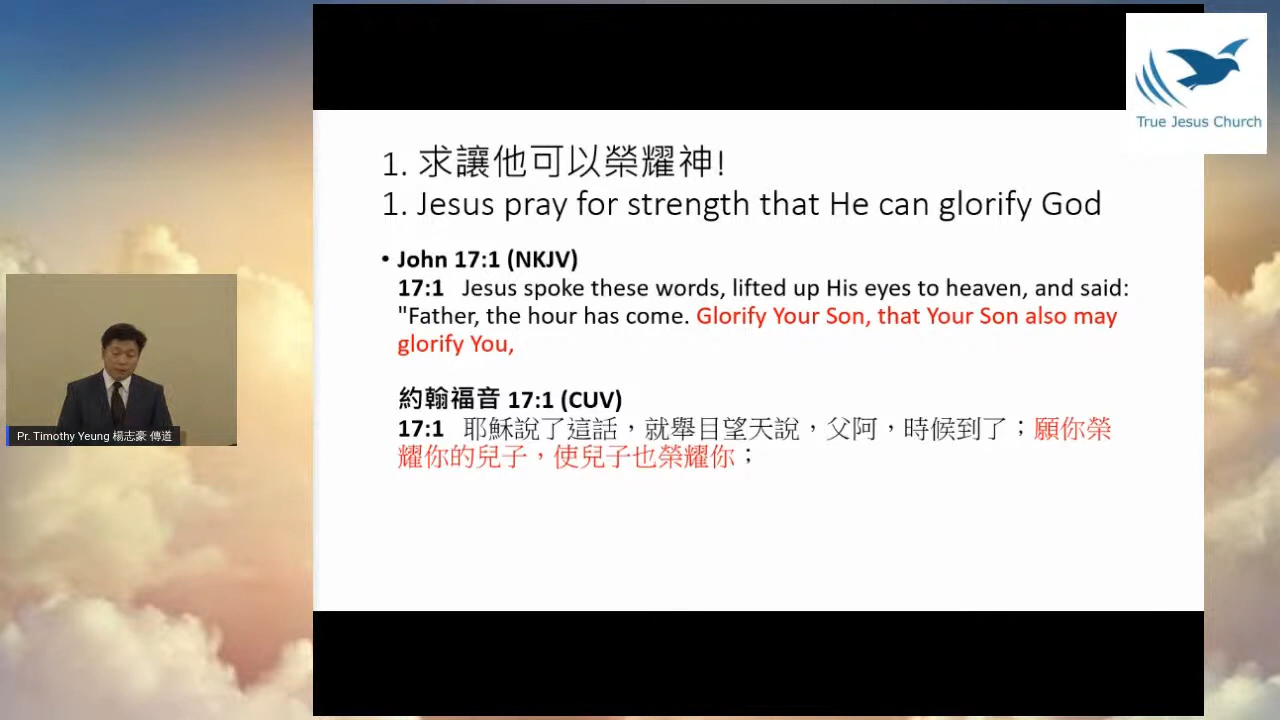 True Jesus Church
1. 求讓他可以榮耀神!
1. Jesus pray for strength that He can glorify God
• John 17:1 (NKJV)
17:1 Jesus spoke these words, lifted up His eyes to heaven, and said:
"Father, the hour has come. Glorify Your Son, that Your Son also may
glorify You,
約翰福音 17:1 (CUV)
17:1 耶穌說了這話，就舉目望天說，父阿，時候到了；願你榮
耀你的兒子，使兒子也榮耀你；
Pr. Timothy Yeung 楊志豪 傳道